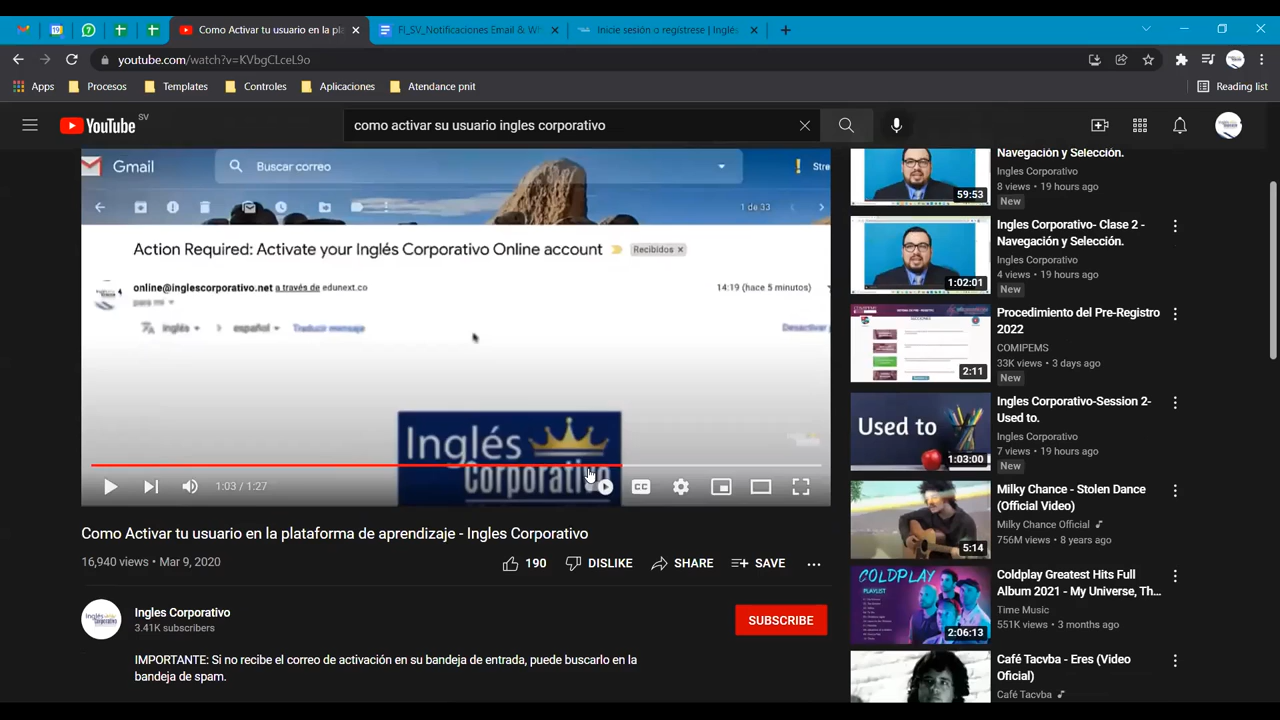 Como Activar tu usuario en la pla
FI_SV_Notificaciones Email & W
Inicie sesión o regístrese | Inglés
youtube.com/watch?v=KVbgCLceL9o
Apps
Procesos
Templates
Controles
Aplicaciones
Atendance pnit
Reading list
YouTube SV
como activar su usuario ingles corporativo
Gmail
Buscar correo
Stre
1 de 33
Action Required: Activate your Inglés Corporativo Online account
Recibidos x
online@inglescorporativo.net a través de edunext.co
14:19 (hace 5 minutos)
para mí
inglés
español
Traducir mensaje
Desactivar
Inglés
Corporativo
1:03 / 1:27
CC
Como Activar tu usuario en la plataforma de aprendizaje - Ingles Corporativo
16,940 views • Mar 9, 2020
190
DISLIKE
SHARE
SAVE
Ingles Corporativo
SUBSCRIBE
IMPORTANTE: Si no recibe el correo de activación en su bandeja de entrada, puede buscarlo en la
bandeja de spam.
Navegación y Selección.
Ingles Corporativo
8 views • 19 hours ago
New
59:53
Ingles Corporativo- Clase 2 -
Navegación y Selección.
Ingles Corporativo
4 views • 19 hours ago
New
1:02:01
Procedimiento del Pre-Registro
2022
COMIPEMS
33K views • 3 days ago
New
2:11
Ingles Corporativo-Session 2-
Used to.
Ingles Corporativo
7 views • 19 hours ago
New
Used to
1:03:00
Milky Chance - Stolen Dance
(Official Video)
Milky Chance Official
756M views • 8 years ago
5:14
Coldplay Greatest Hits Full
Album 2021 - My Universe, Th...
Time Music
551K views • 3 months ago
COLDPLAY
PLAYLIST
2:06:13
Café Tacvba - Eres (Video
Oficial)
Café Tacvba